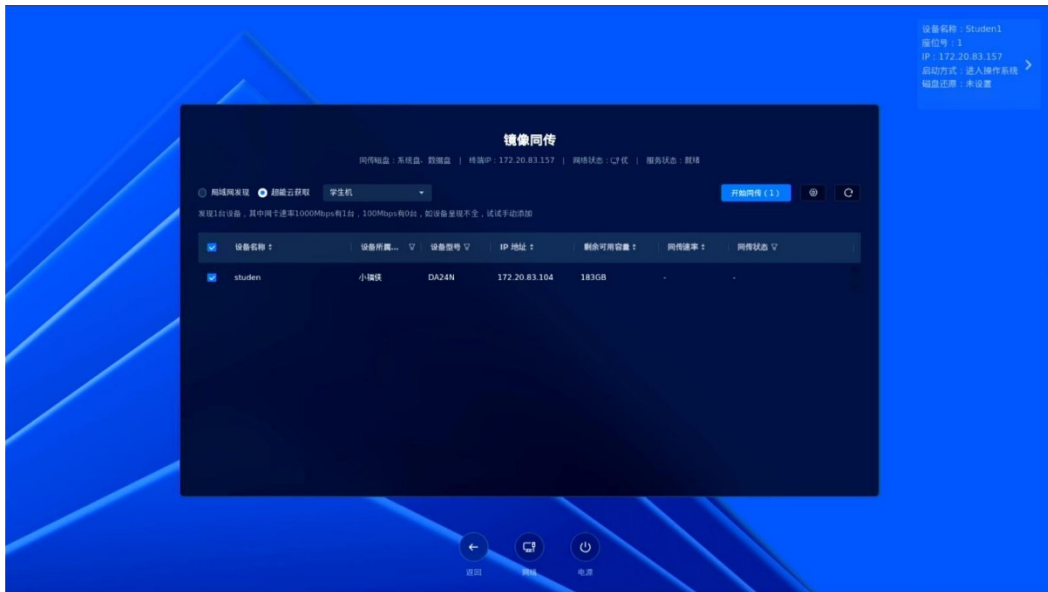 设备名称：Studen1
座位号：1
IP：172.20.83.157
启动方式：进入操作系统
磁盘还原：未设置
镜像同传
同传磁盘：系统盘、数据盘 | 终端IP：172.20.83.157 | 网络状态：优 | 服务状态：就绪
局域网发现 超能云获取 学生机 开始同传（1）
发现1台设备，其中网卡速率1000Mbps有1台，100Mbps有0台，如设备呈现不全，试试手动添加
设备名称 设备所属... 设备型号 IP 地址 剩余可用容量 同传速率 同传状态
studen 小福侠 DA24N 172.20.83.104 183GB - -
返回 网络 电源